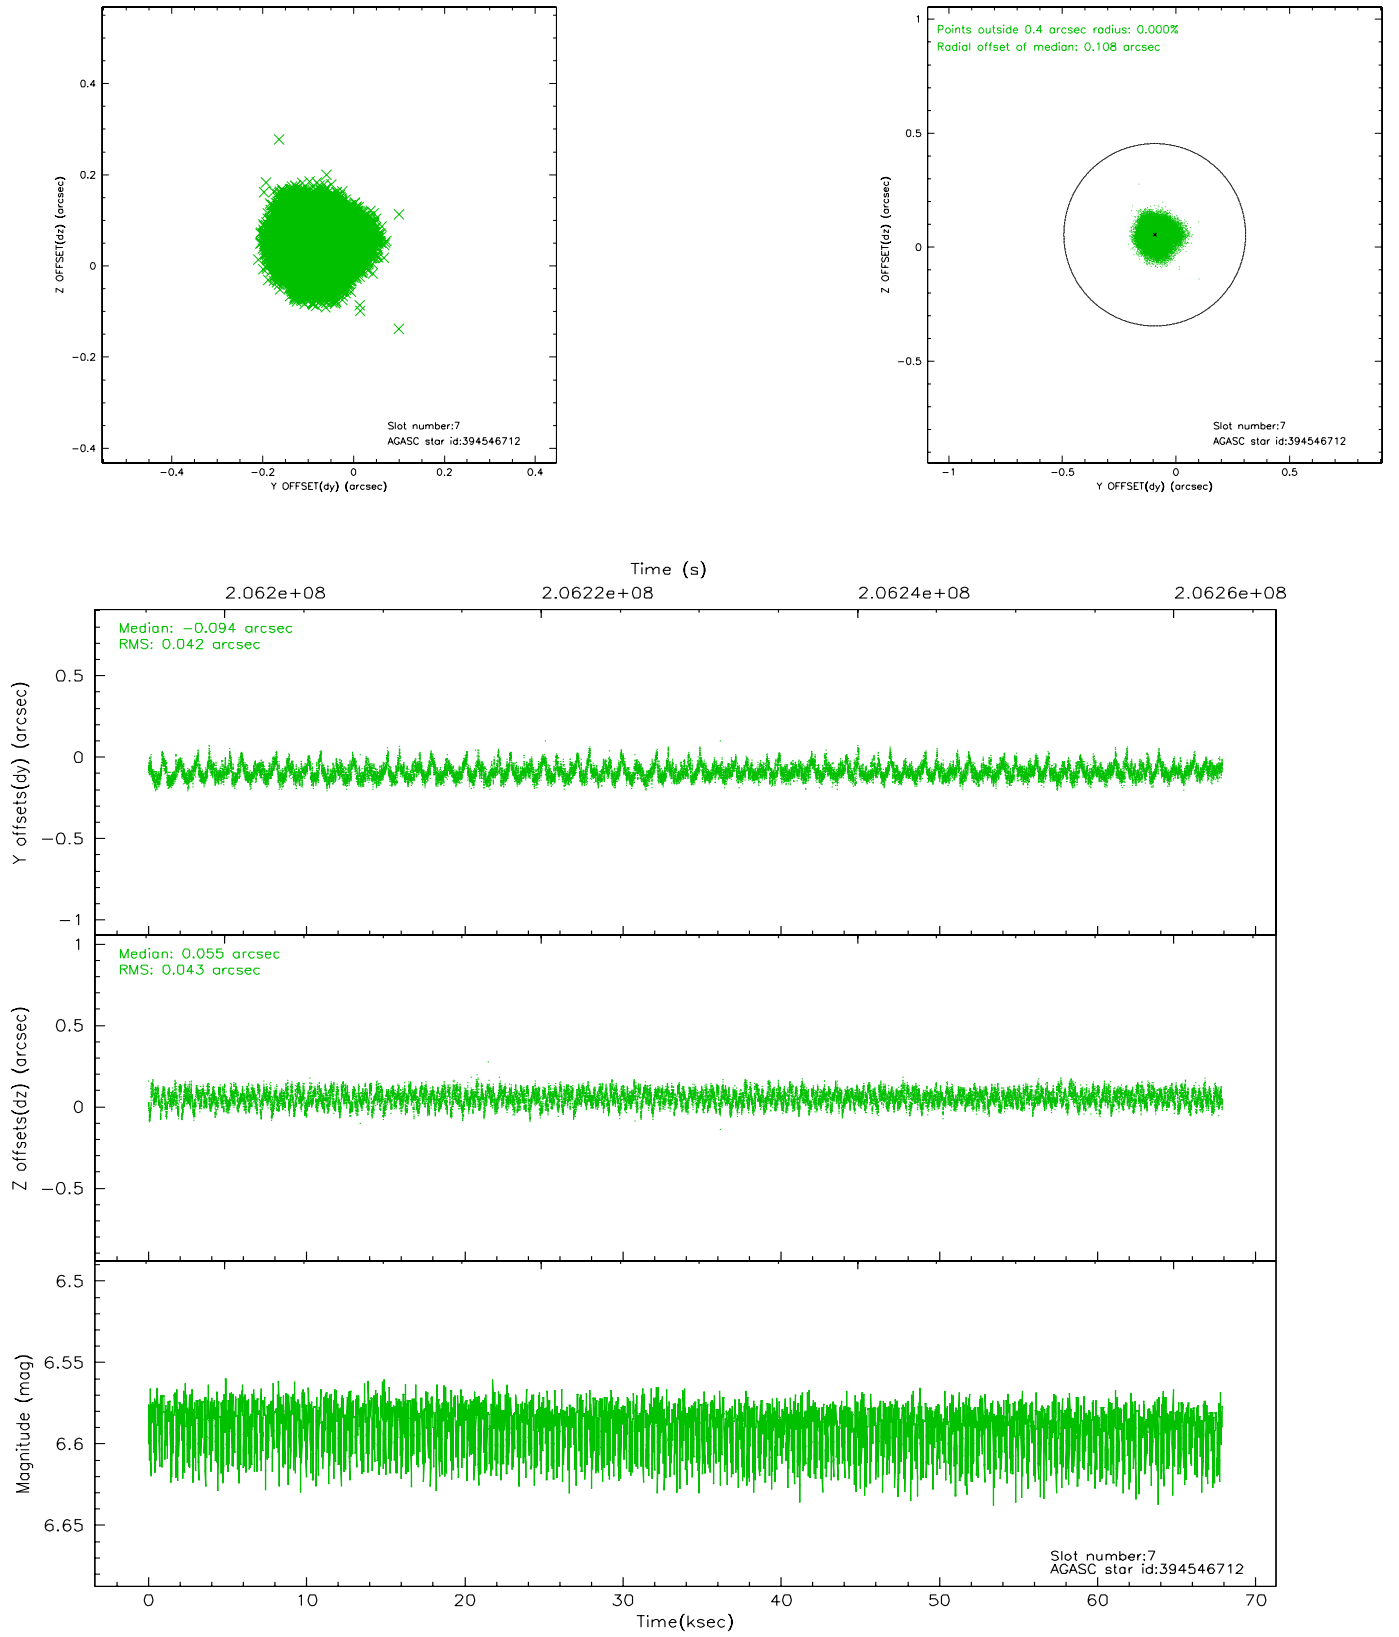 0.4
0.2
0
−0.2
−0.4
Z OFFSET(dz) (arcsec)
Slot number:7
AGASC star id:394546712
−0.4 −0.2 0 0.2 0.4
Y OFFSET(dy) (arcsec)
Points outside 0.4 arcsec radius: 0.000%
Radial offset of median: 0.108 arcsec
1
0.5
0
−0.5
Z OFFSET(dz) (arcsec)
Slot number:7
AGASC star id:394546712
−1 −0.5 0 0.5
Y OFFSET(dy) (arcsec)
Time (s)
2.062e+08 2.0622e+08 2.0624e+08 2.0626e+08
Median: −0.094 arcsec
RMS: 0.042 arcsec
0.5
0
−0.5
−1
Y offsets(dy) (arcsec)
Median: 0.055 arcsec
RMS: 0.043 arcsec
1
0.5
0
−0.5
Z offsets(dz) (arcsec)
6.5
6.55
6.6
6.65
Magnitude (mag)
Slot number:7
AGASC star id:394546712
0 10 20 30 40 50 60 70
Time(ksec)